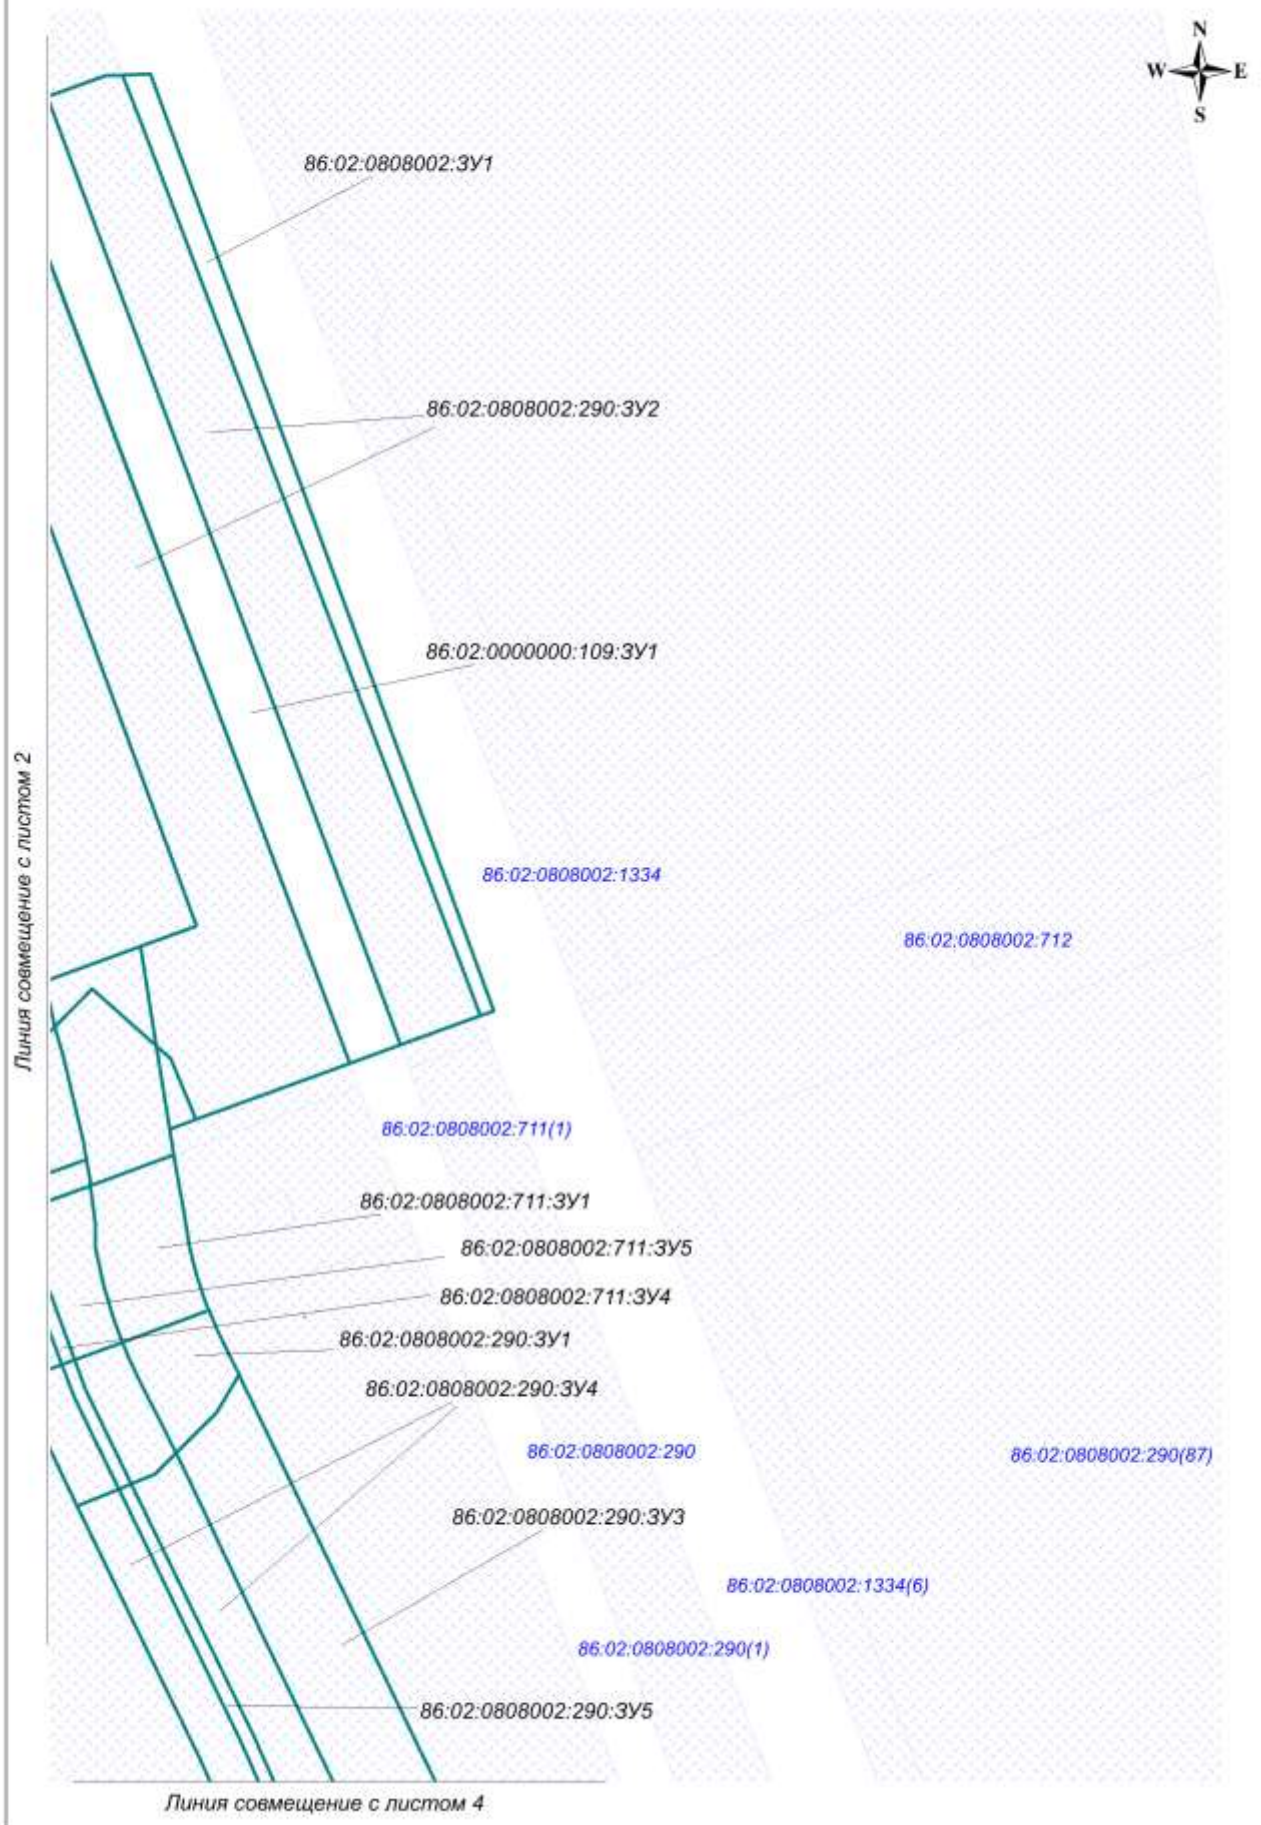 N
W E
S
86:02:0808002:ЗУ1
86:02:0808002:290:ЗУ2
86:02:0000000:109:ЗУ1
Линия совмещение с листом 2
86:02:0808002:1334
86:02:0808002:712
86:02:0808002:711(1)
86:02:0808002:711:ЗУ1
86:02:0808002:711:ЗУ5
86:02:0808002:711:ЗУ4
86:02:0808002:290:ЗУ1
86:02:0808002:290:ЗУ4
86:02:0808002:290
86:02:0808002:290(87)
86:02:0808002:290:ЗУ3
86:02:0808002:1334(6)
86:02:0808002:290(1)
86:02:0808002:290:ЗУ5
Линия совмещение с листом 4